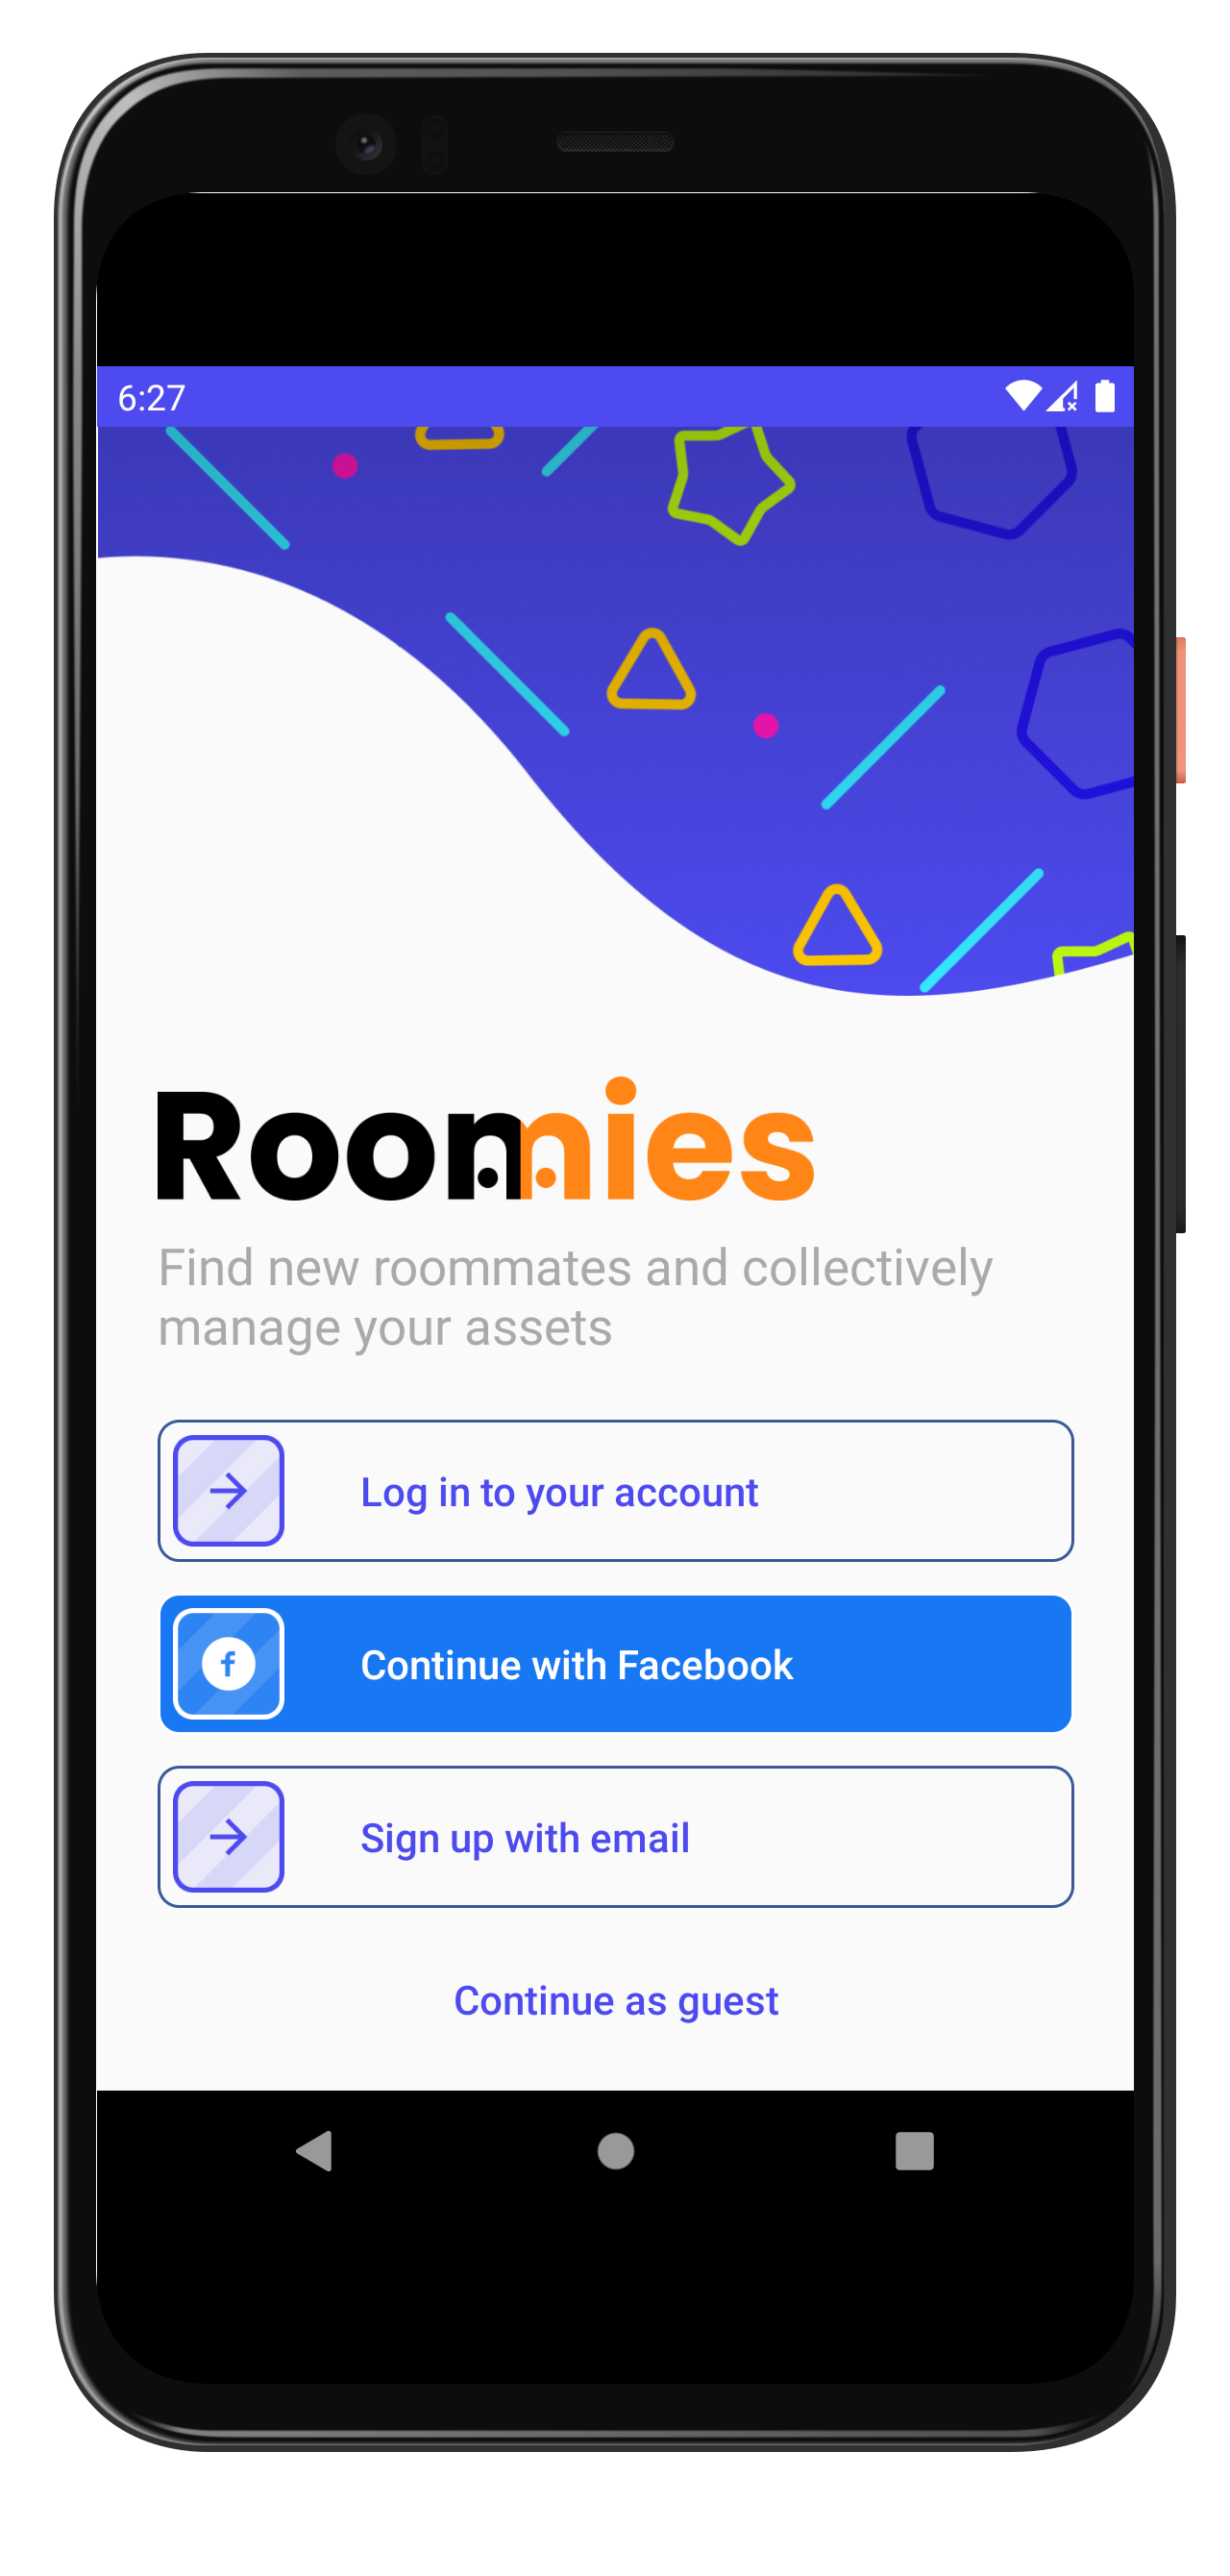 6:27
Roomies
Find new roommates and collectively
manage your assets
Log in to your account
Continue with Facebook
Sign up with email
Continue as guest